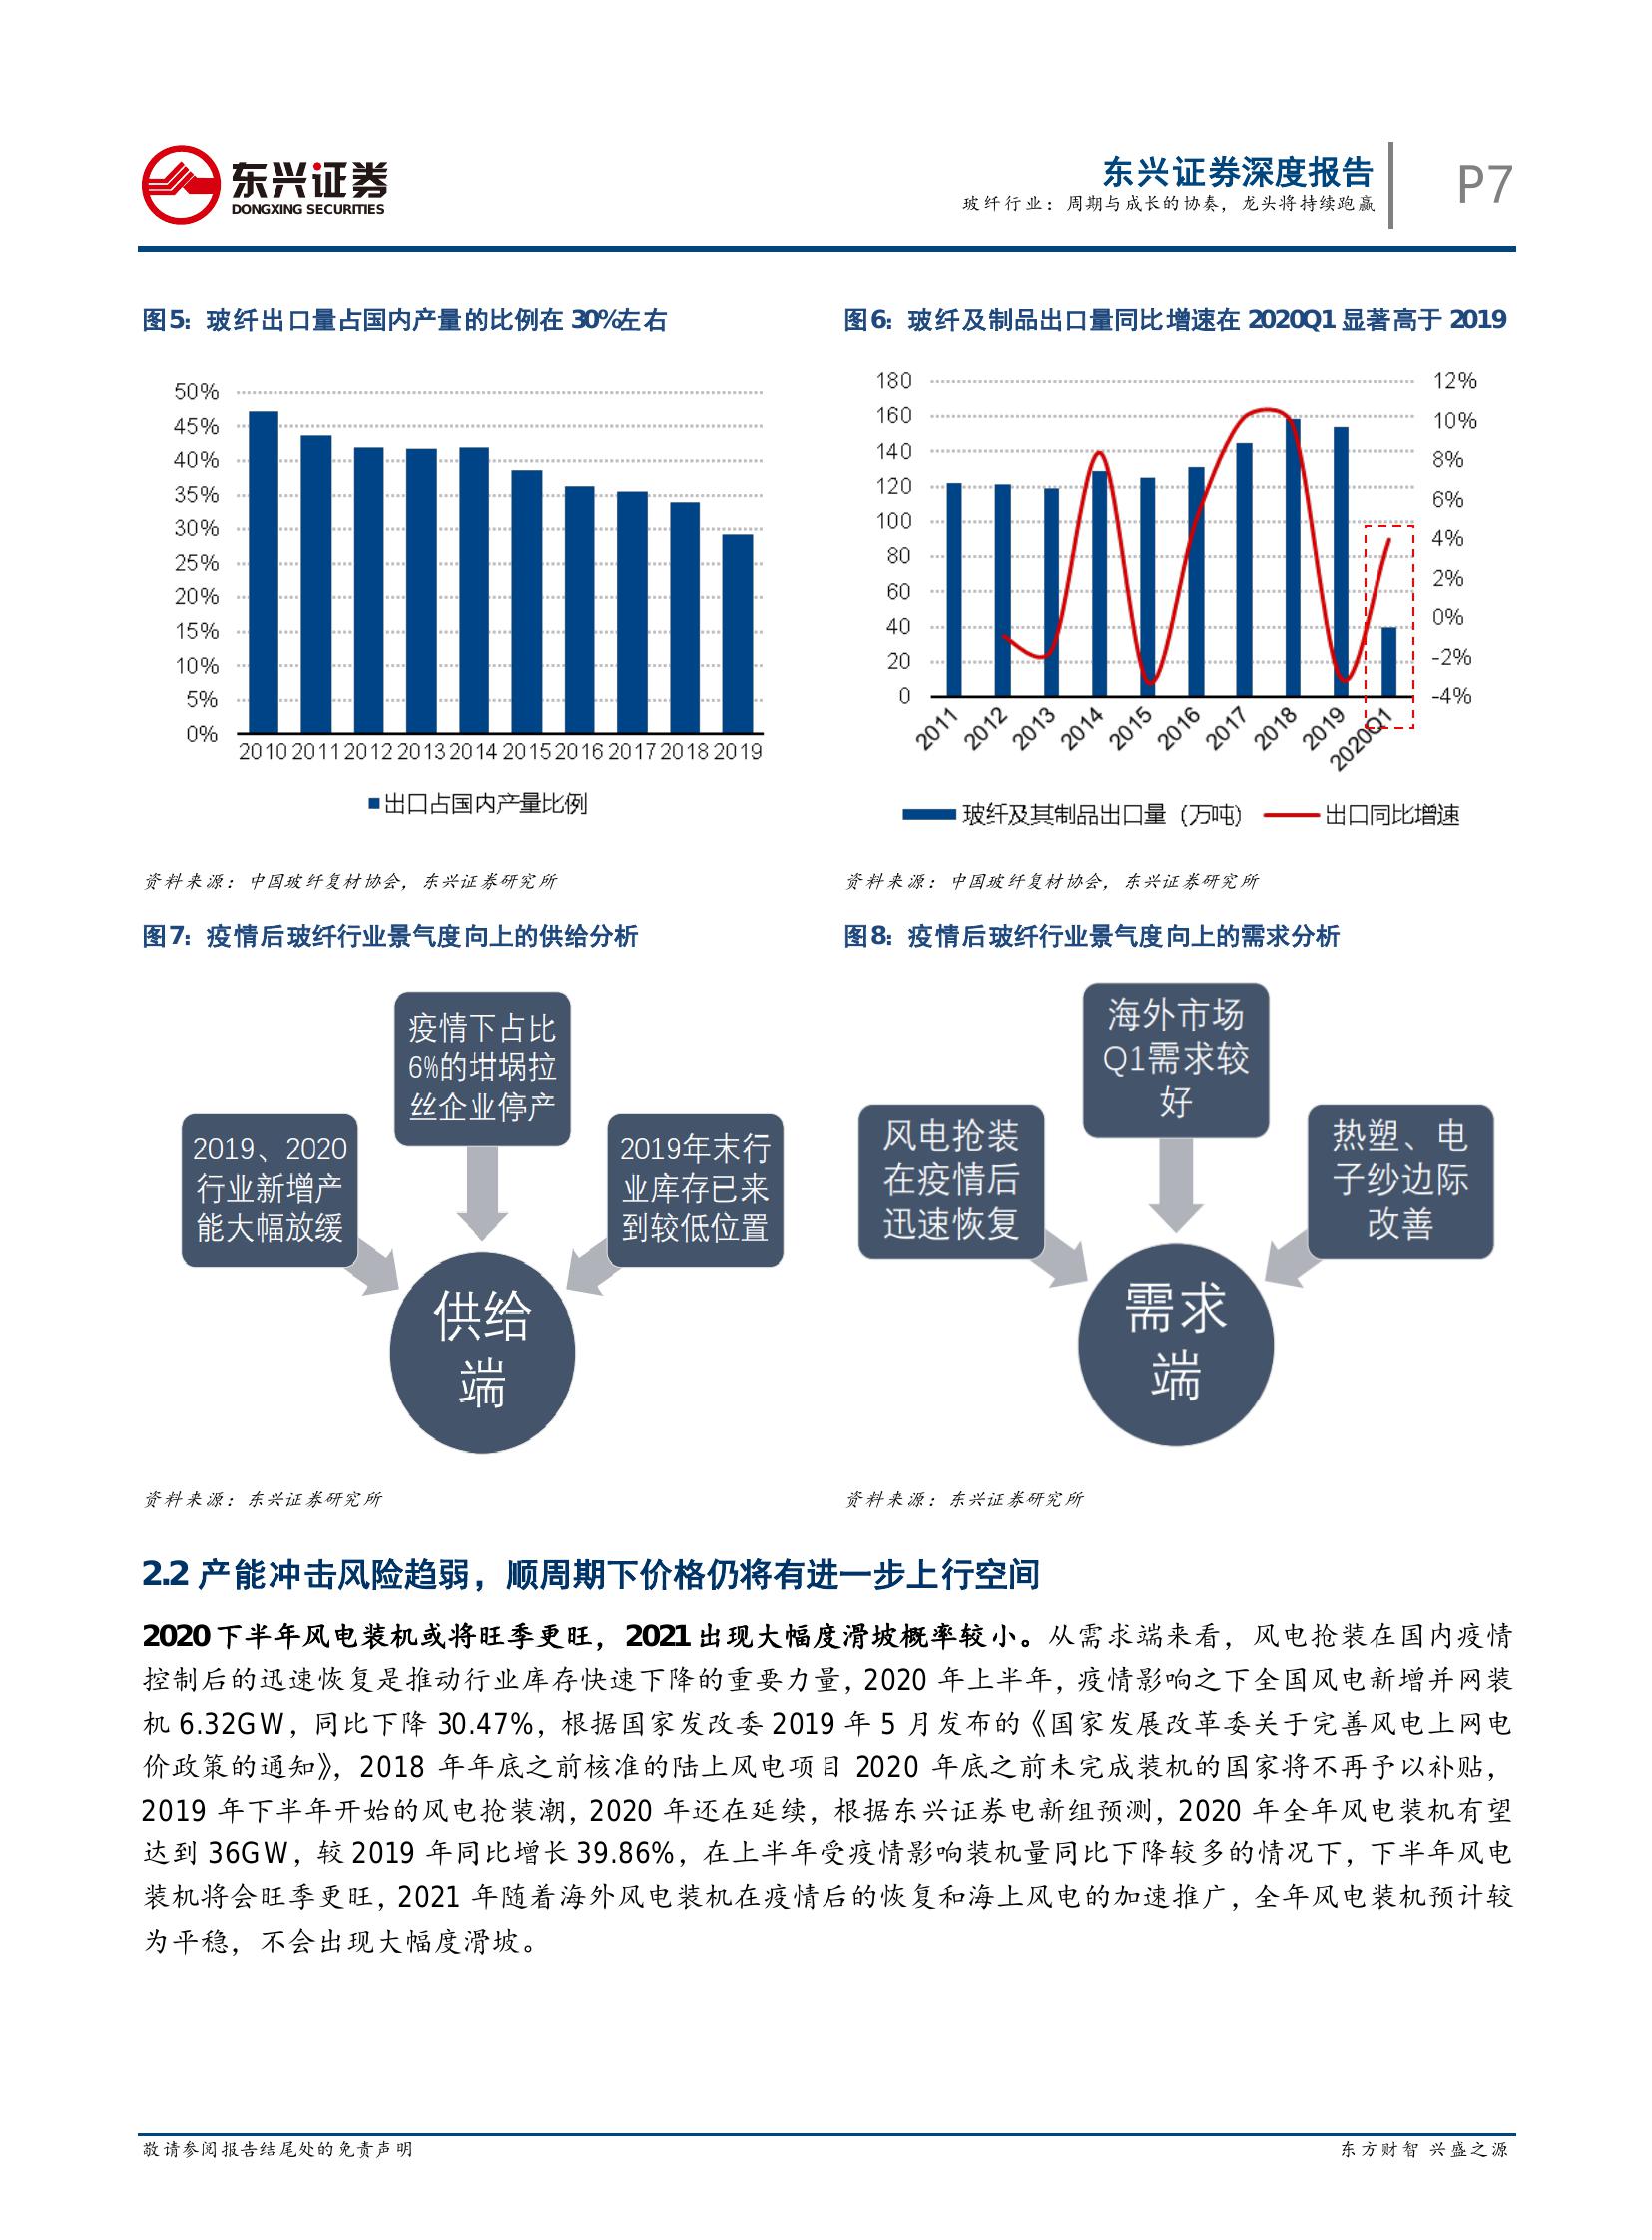 东兴证券
DONGXING SECURITIES
东兴证券深度报告
玻纤行业：周期与成长的协奏，龙头将持续跑赢
P7
图5：玻纤出口量占国内产量的比例在 30%左右
50%
45%
40%
35%
30%
25%
20%
15%
10%
5%
0%
2010 2011 2012 2013 2014 2015 2016 2017 2018 2019
出口占国内产量比例
资料来源：中国玻纤复材协会，东兴证券研究所
图6：玻纤及制品出口量同比增速在 2020Q1 显著高于 2019
180
160
140
120
100
80
60
40
20
0
12%
10%
8%
6%
4%
2%
0%
-2%
-4%
2011 2012 2013 2014 2015 2016 2017 2018 2019 2020Q1
玻纤及其制品出口量（万吨） 出口同比增速
资料来源：中国玻纤复材协会，东兴证券研究所
图7：疫情后玻纤行业景气度向上的供给分析
疫情下占比
6%的坩埚拉
丝企业停产
2019、2020
行业新增产
能大幅放缓
2019年末行
业库存已来
到较低位置
供给
端
资料来源：东兴证券研究所
图8：疫情后玻纤行业景气度向上的需求分析
海外市场
Q1需求较
好
风电抢装
在疫情后
迅速恢复
热塑、电
子纱边际
改善
需求
端
资料来源：东兴证券研究所
2.2 产能冲击风险趋弱，顺周期下价格仍将有进一步上行空间
2020 下半年风电装机或将旺季更旺，2021 出现大幅度滑坡概率较小。从需求端来看，风电抢装在国内疫情
控制后的迅速恢复是推动行业库存快速下降的重要力量，2020 年上半年，疫情影响之下全国风电新增并网装
机 6.32GW，同比下降 30.47%，根据国家发改委 2019 年 5 月发布的《国家发展改革委关于完善风电上网电
价政策的通知》，2018 年年底之前核准的陆上风电项目 2020 年底之前未完成装机的国家将不再予以补贴，
2019 年下半年开始的风电抢装潮，2020 年还在延续，根据东兴证券电新组预测，2020 年全年风电装机有望
达到 36GW，较 2019 年同比增长 39.86%，在上半年受疫情影响装机量同比下降较多的情况下，下半年风电
装机将会旺季更旺，2021 年随着海外风电装机在疫情后的恢复和海上风电的加速推广，全年风电装机预计较
为平稳，不会出现大幅度滑坡。
敬请参阅报告结尾处的免责声明
东方财智 兴盛之源